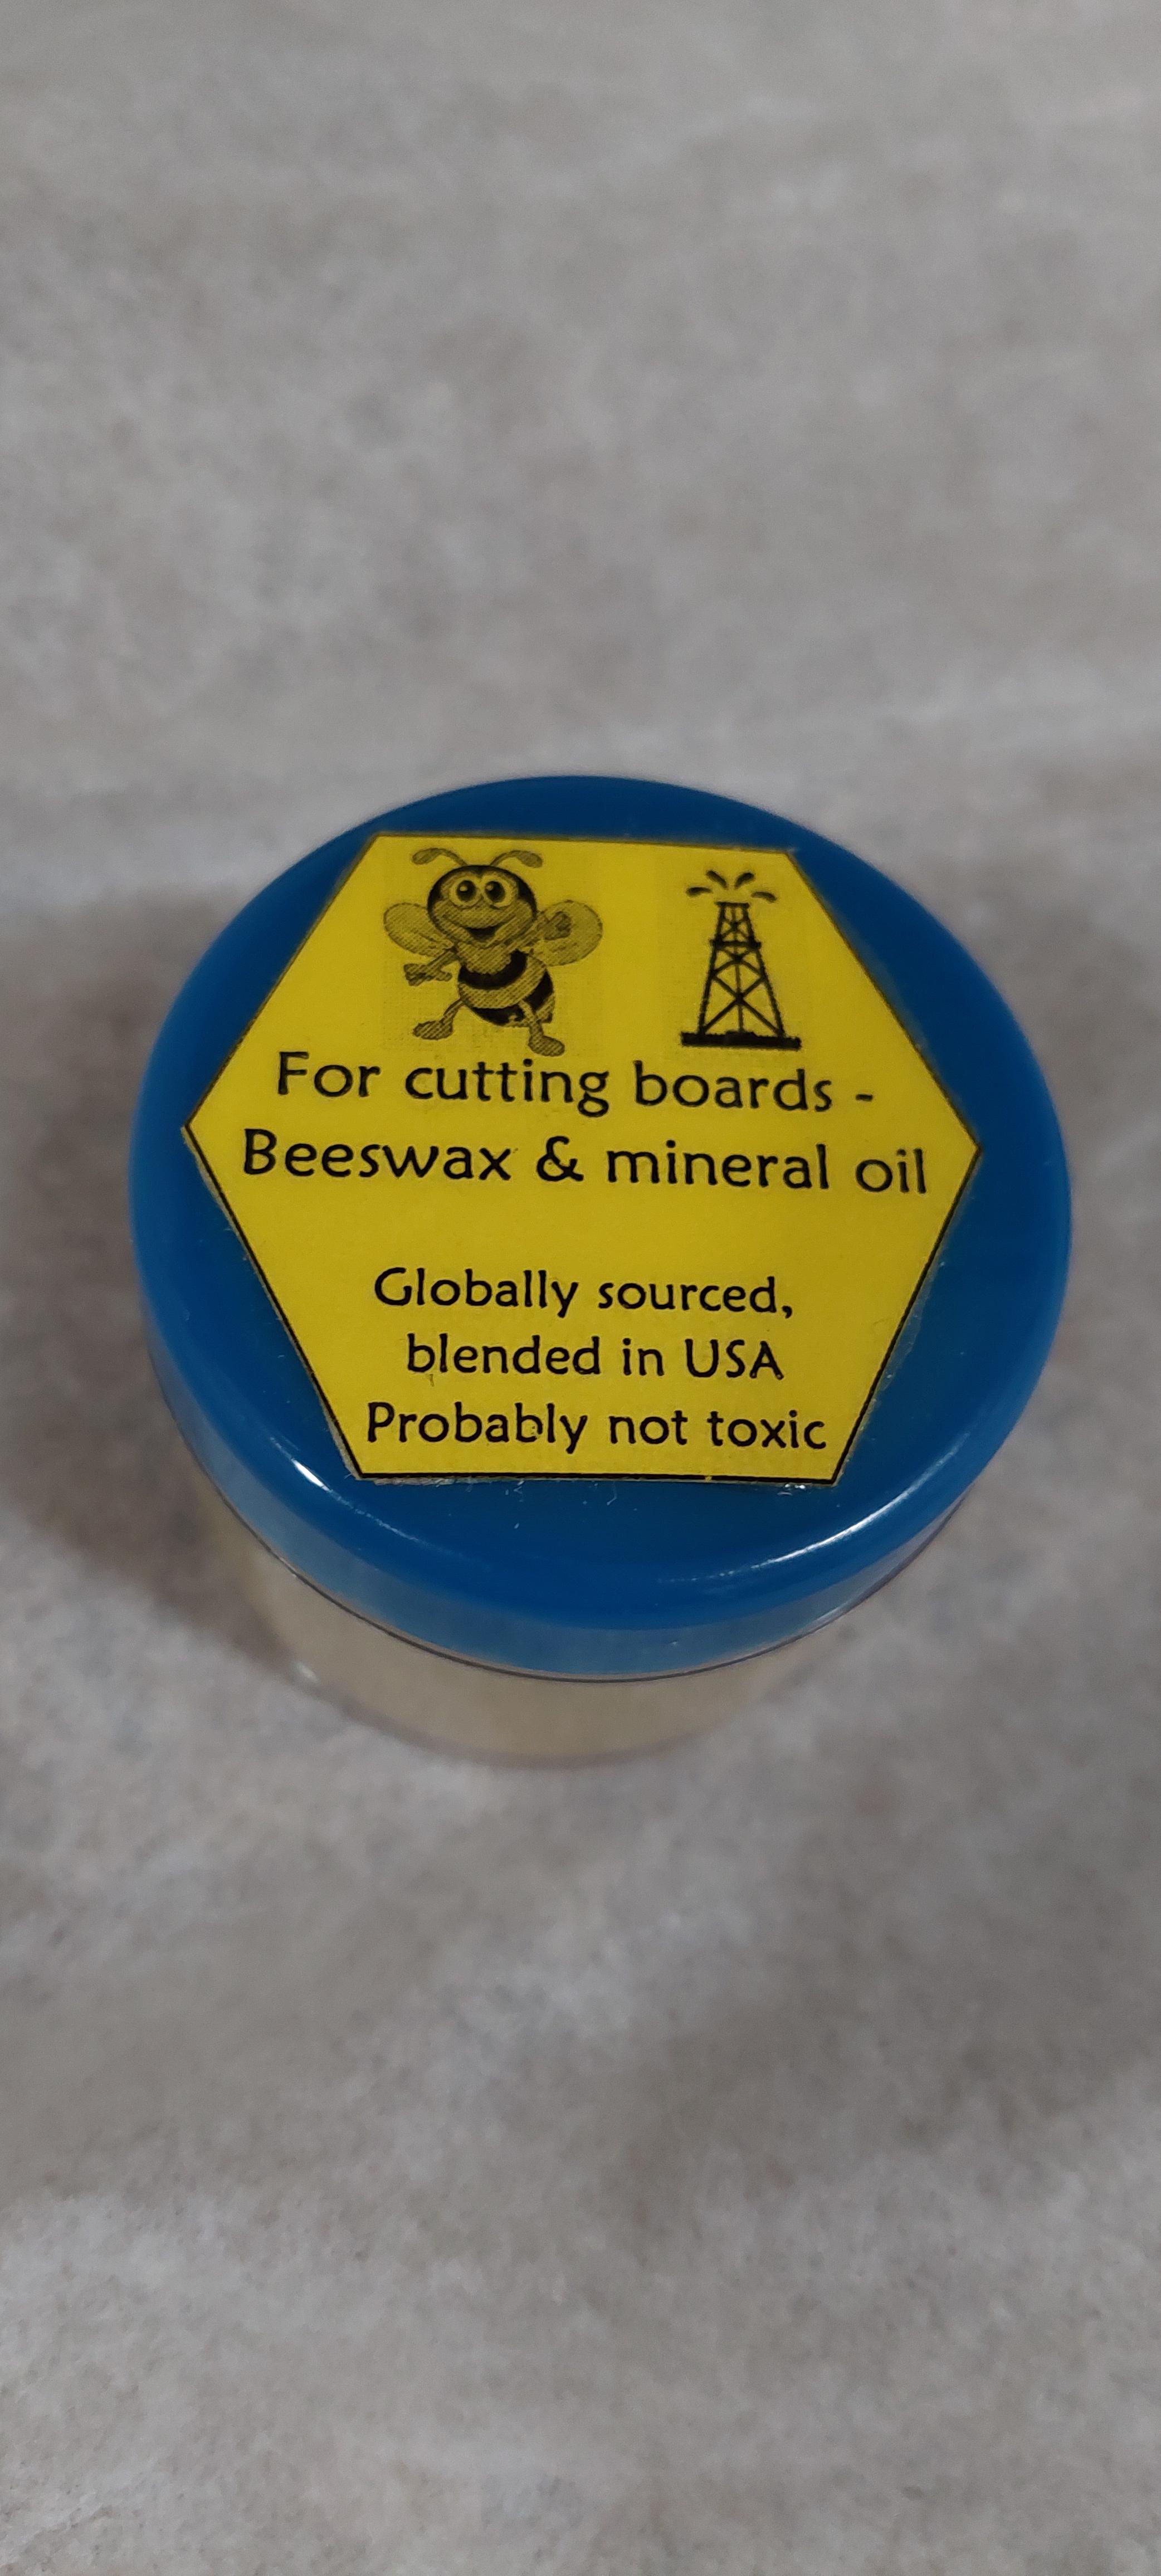 For cutting boards -
Beeswax & mineral oil
Globally sourced,
blended in USA
Probably not toxic